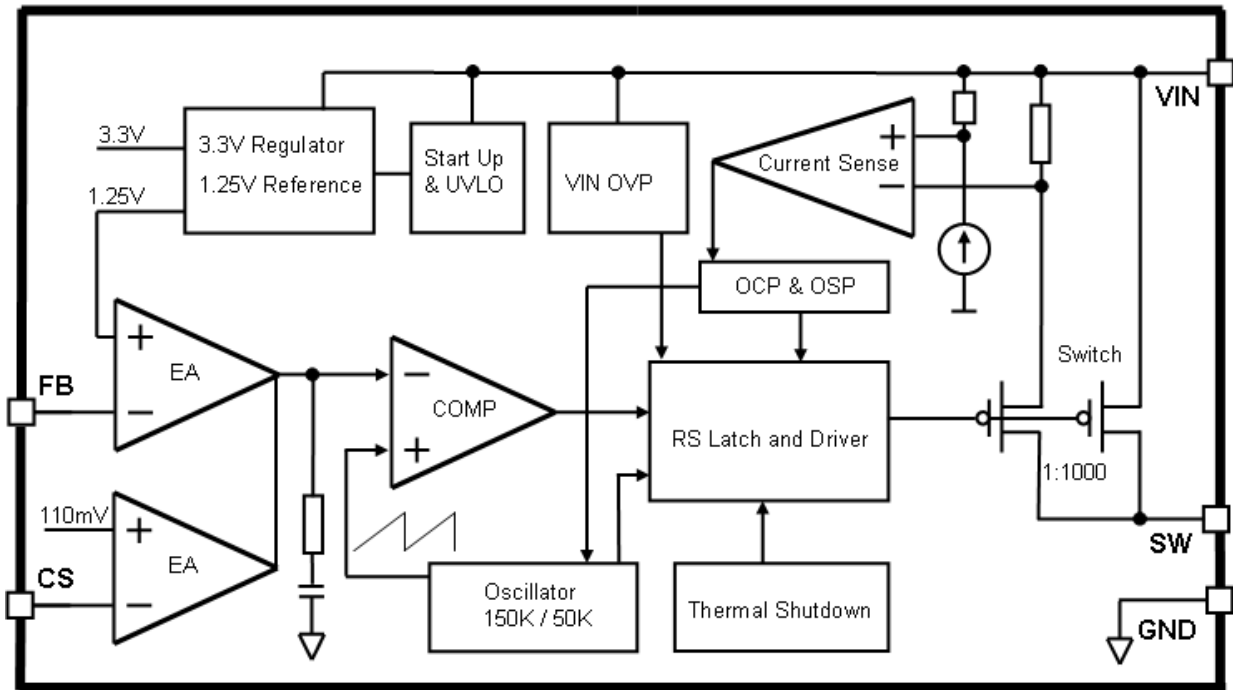 VIN
3.3V
3.3V Regulator
1.25V Reference
1.25V
Start Up
& UVLO
VIN OVP
+
Current Sense
−
OCP & OSP
+
EA
−
FB
−
COMP
+
RS Latch and Driver
Switch
1:1000
SW
110mV
+
EA
−
CS
Oscillator
150K / 50K
Thermal Shutdown
GND